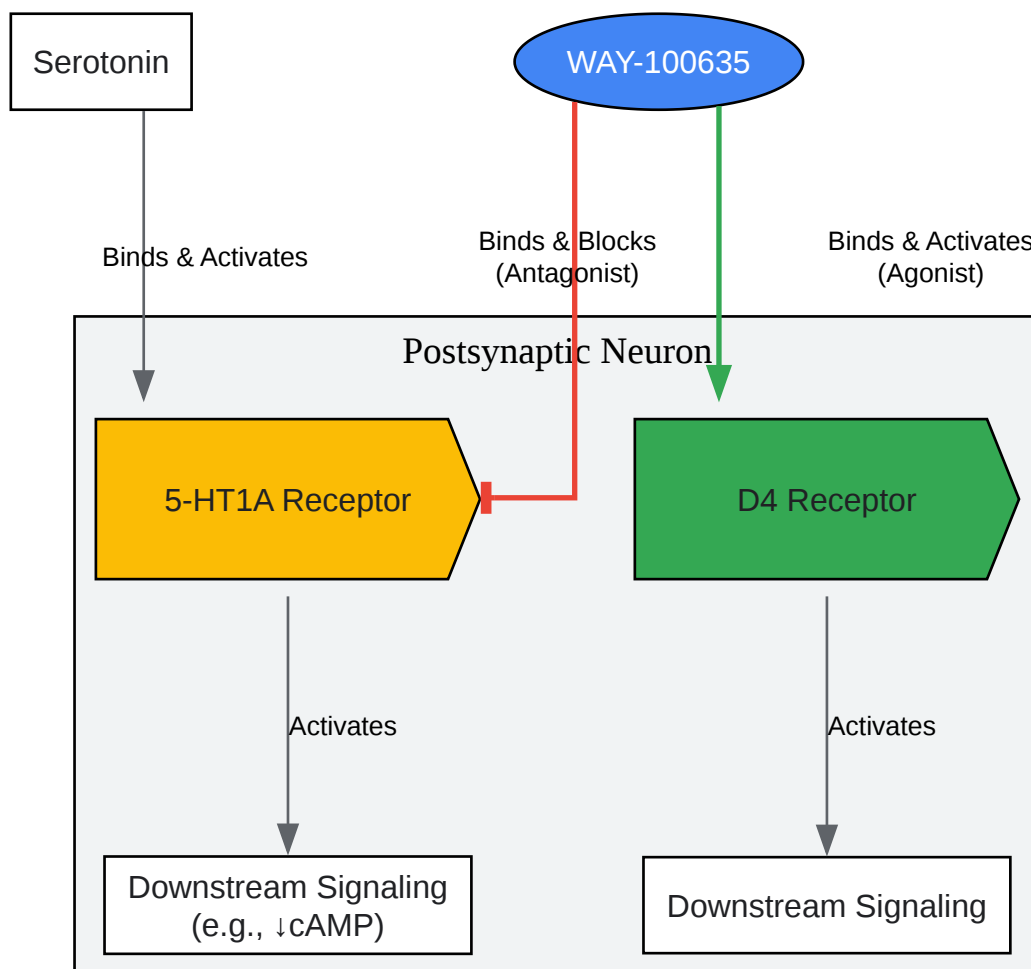 Serotonin
WAY-100635
Binds & Activates
Binds & Blocks
(Antagonist)
Binds & Activates
(Agonist)
Postsynaptic Neuron
5-HT1A Receptor
D4 Receptor
Activates
Activates
Downstream Signaling
(e.g., ↓cAMP)
Downstream Signaling